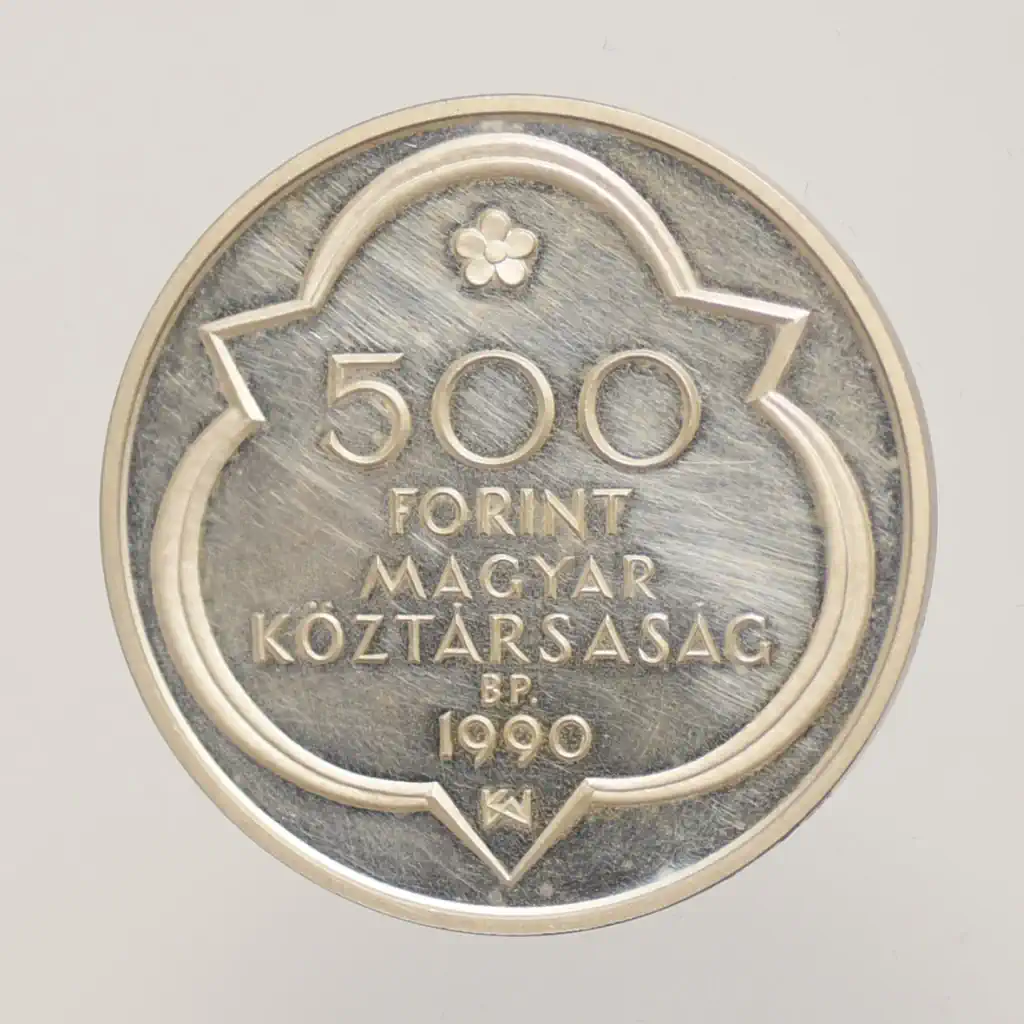 500
FORINT
MAGYAR
KÖZTÁRSASÁG
BP.
1990